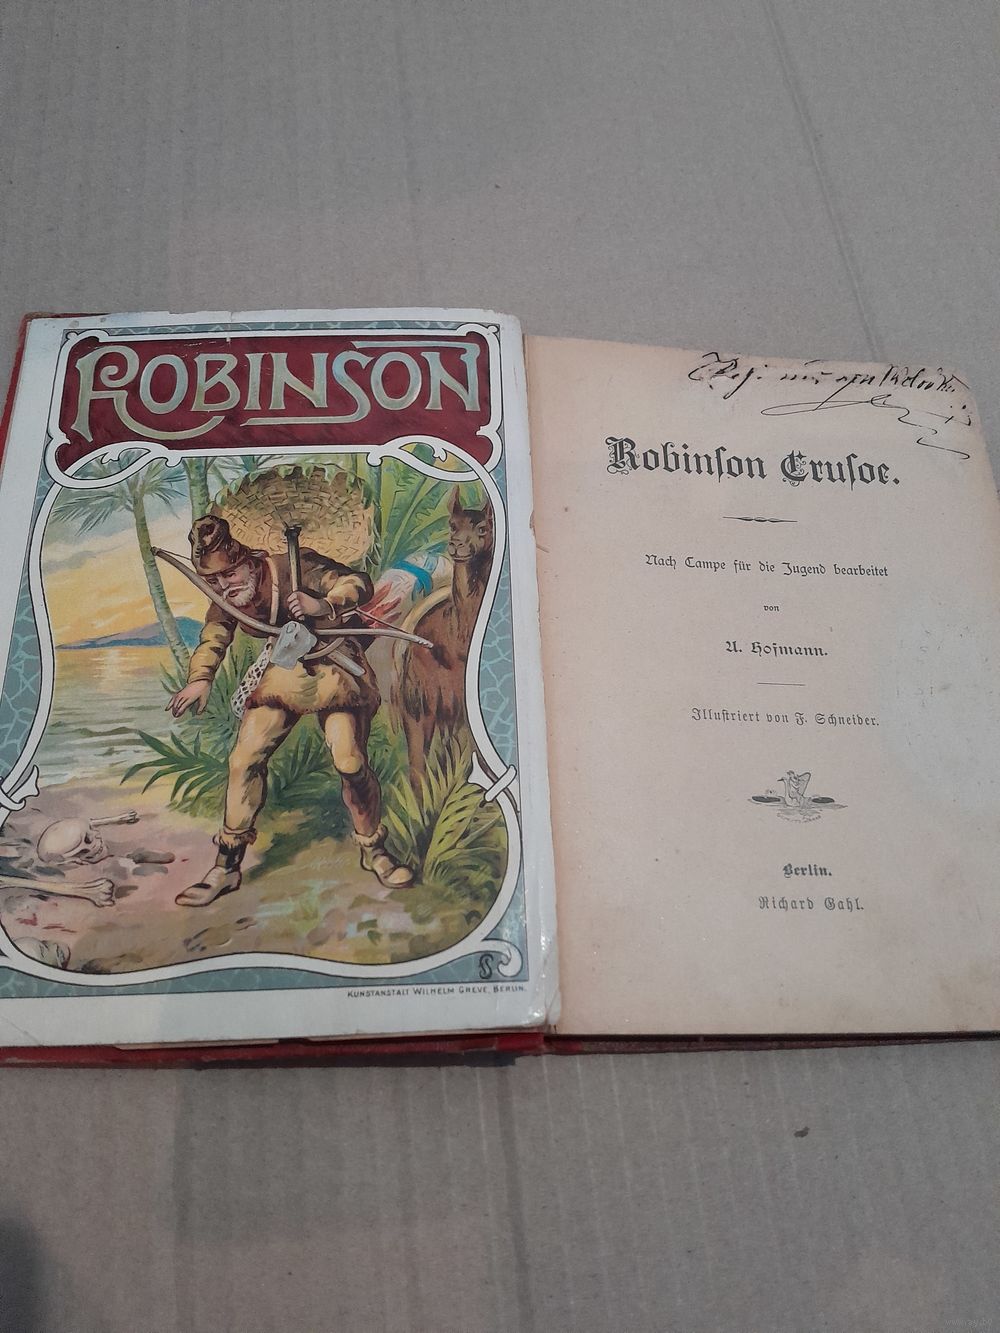 ROBINSON
KUNSTANSTALT WILHELM GREVE, BERLIN.
Robinſon Cruſoe.
Nach Campe für die Jugend bearbeitet
von
A. Hofmann.
Illuſtriert von F. Schneider.
Berlin.
Richard Gahl.